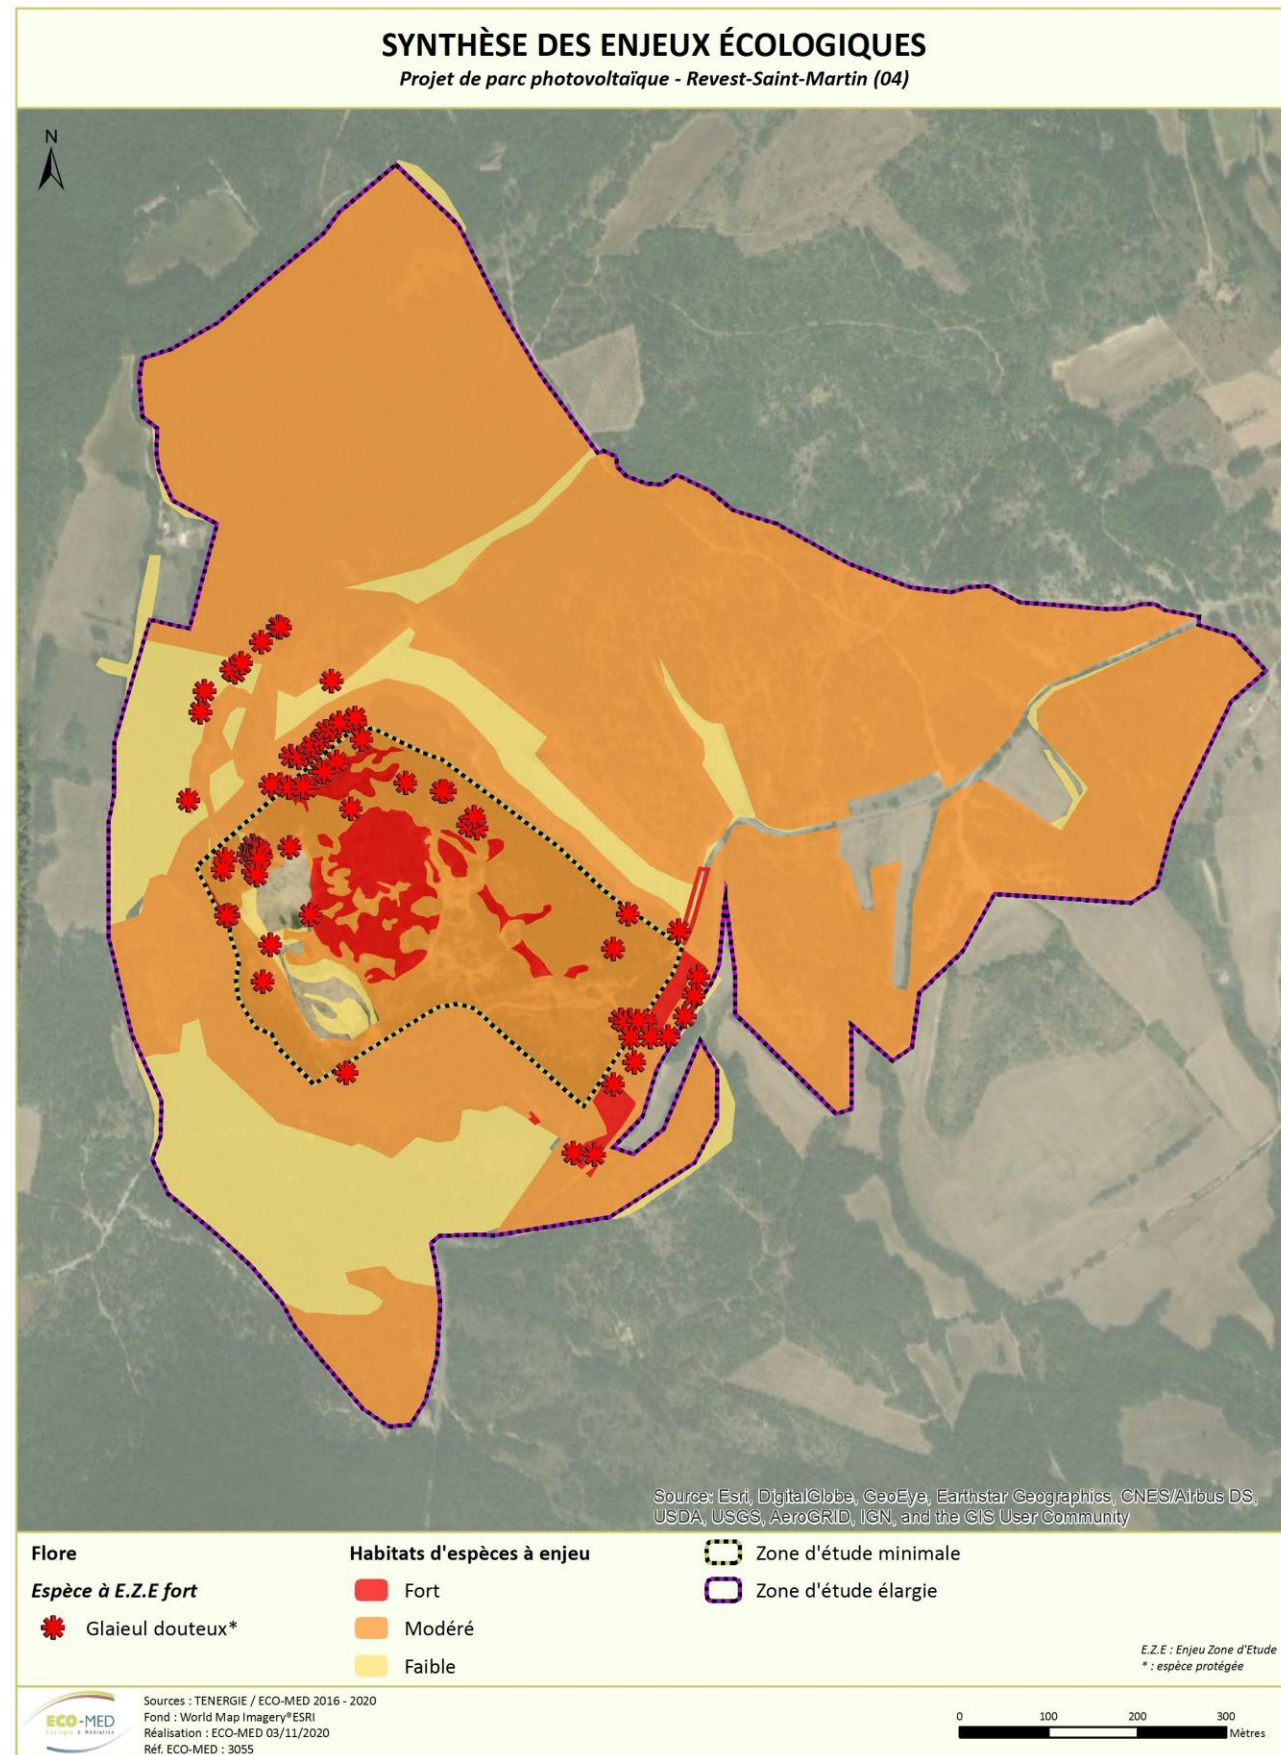 SYNTHÈSE DES ENJEUX ÉCOLOGIQUES
Projet de parc photovoltaïque - Revest-Saint-Martin (04)
N
Source: Esri, DigitalGlobe, GeoEye, Earthstar Geographics, CNES/Airbus DS,
USDA, USGS, AeroGRID, IGN, and the GIS User Community
Flore
Espèce à E.Z.E fort
Glaieul douteux*
Habitats d'espèces à enjeu
Fort
Modéré
Faible
Zone d'étude minimale
Zone d'étude élargie
E.Z.E : Enjeu Zone d'Etude
* : espèce protégée
ECO-MED
Ecologie & Médiation
Sources : TENERGIE / ECO-MED 2016 - 2020
Fond : World Map Imagery®ESRI
Réalisation : ECO-MED 03/11/2020
Réf. ECO-MED : 3055
0 100 200 300
Mètres